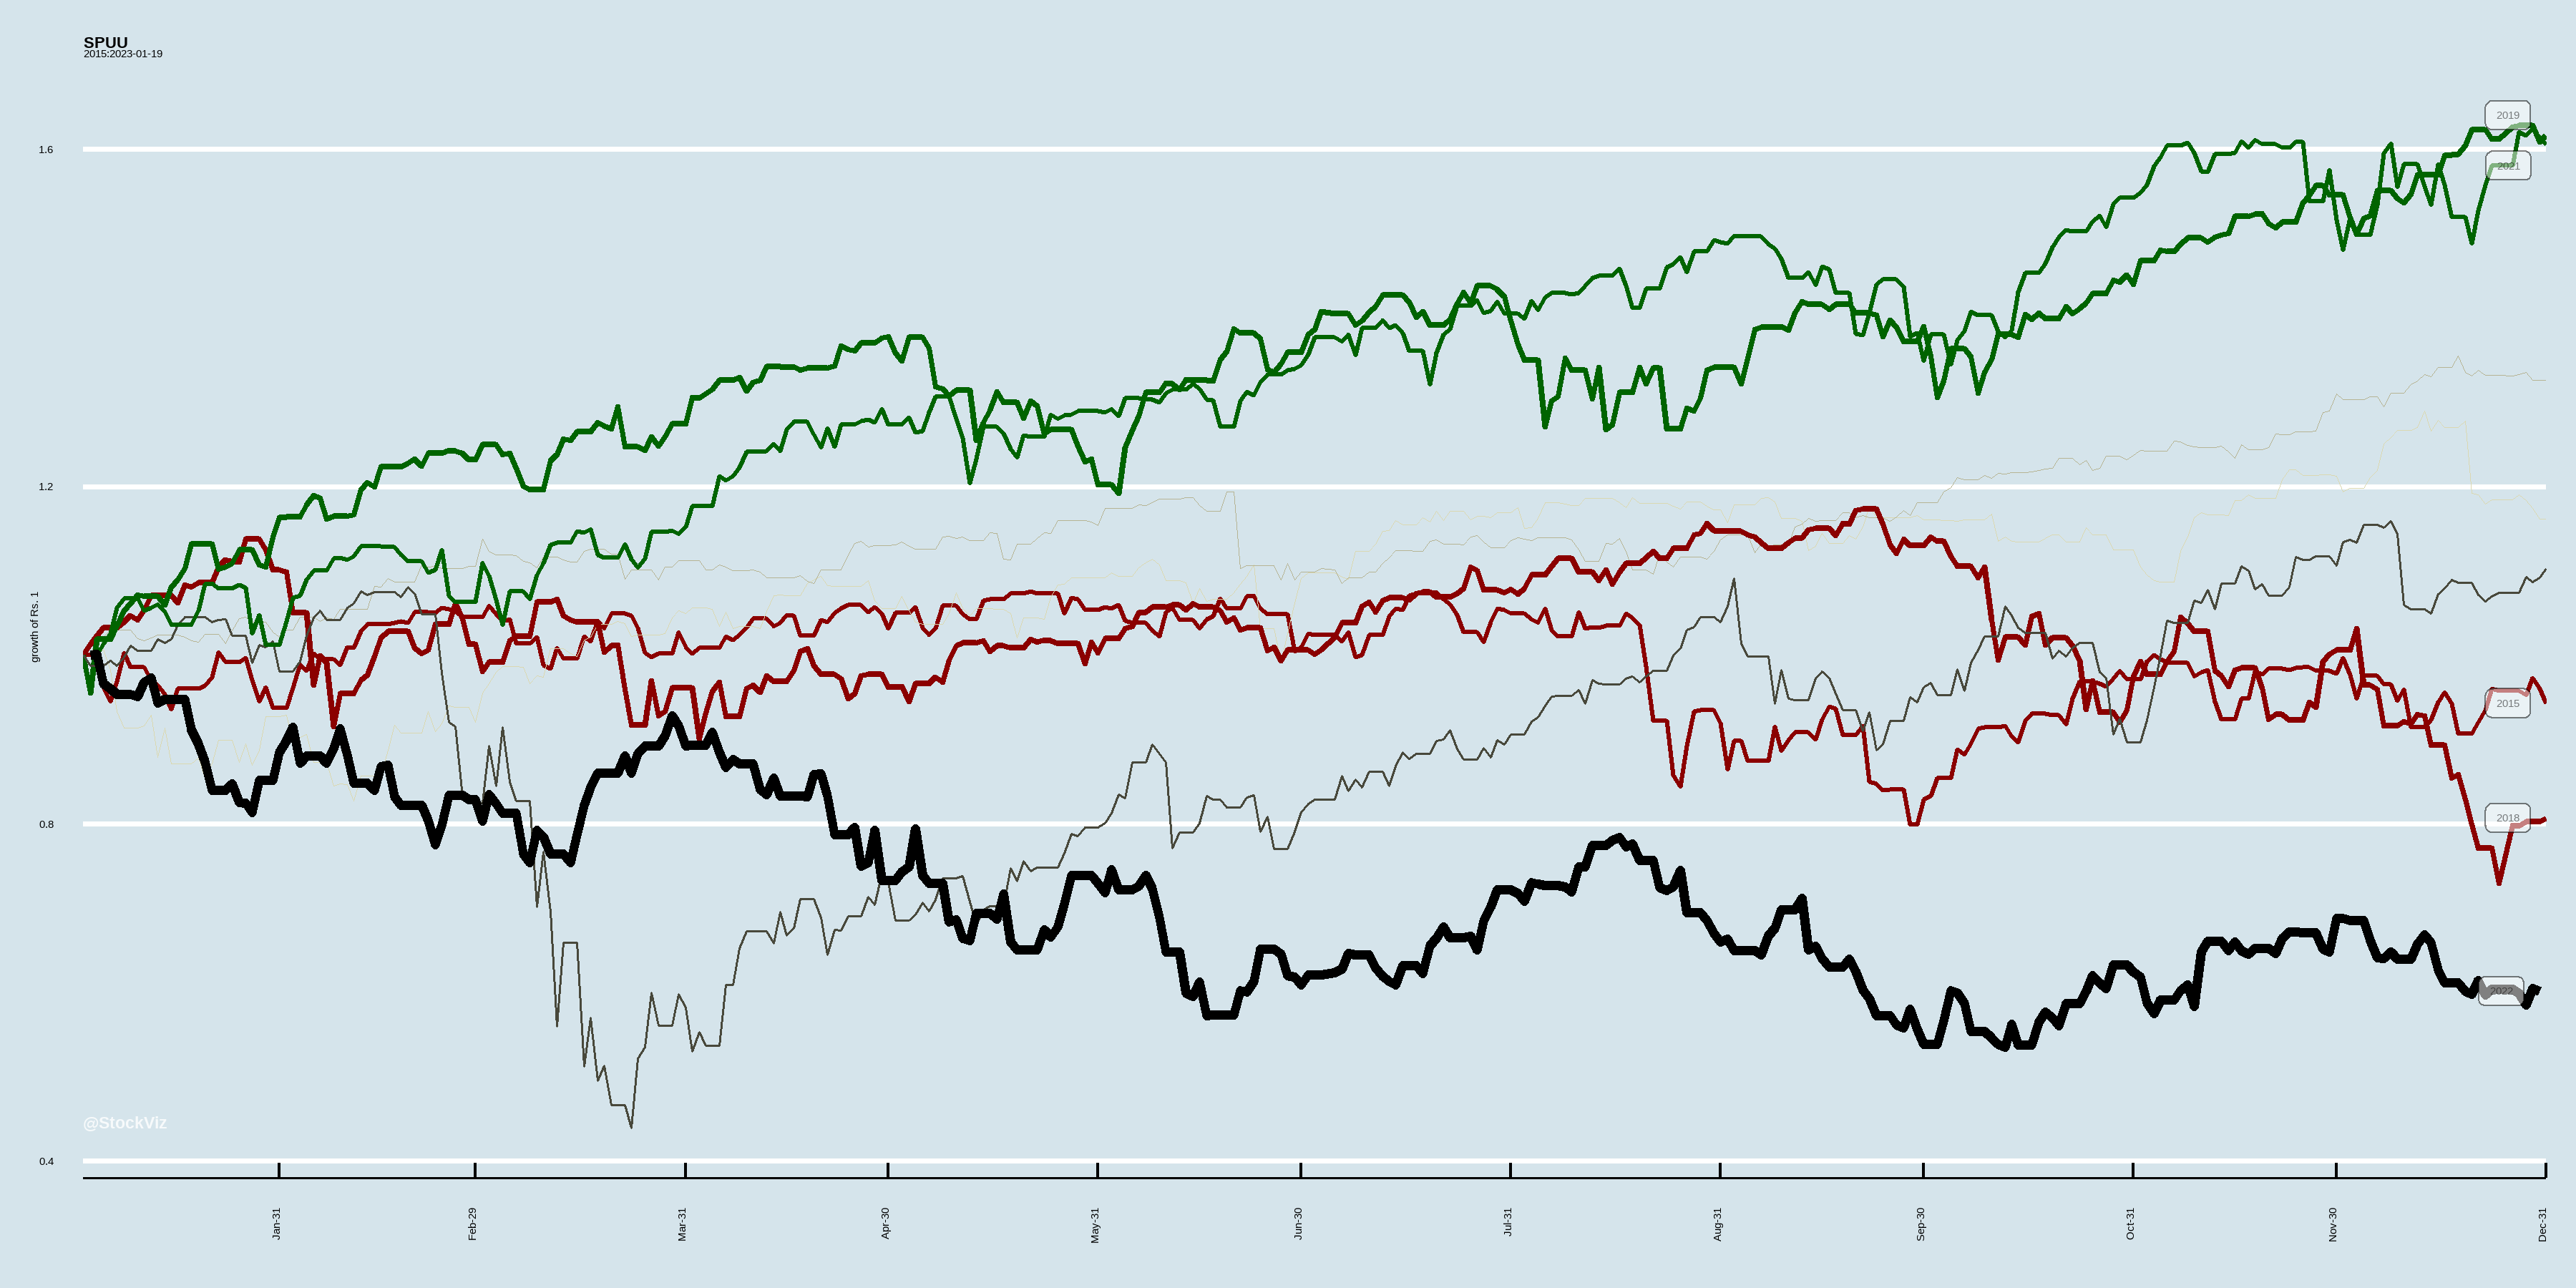 SPUU
2015:2023-01-19
2019
1.6
2021
1.2
growth of Rs. 1
2015
0.8
2018
2022
@StockViz
0.4
Jan-31
Feb-29
Mar-31
Apr-30
May-31
Jun-30
Jul-31
Aug-31
Sep-30
Oct-31
Nov-30
Dec-31